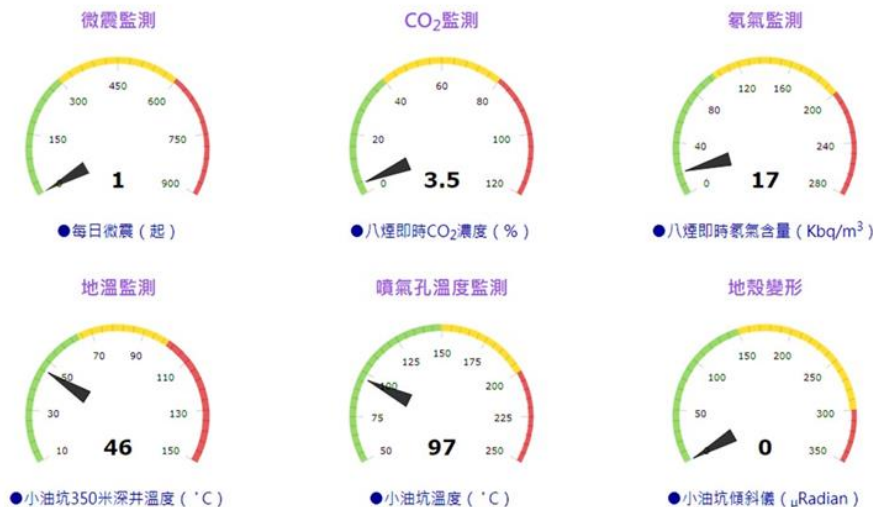 微震監測
CO₂監測
氡氣監測
0 150 300 450 600 750 900
1
0 20 40 60 80 100 120
3.5
0 40 80 120 160 200 240 280
17
●每日微震（起）
●八煙即時CO₂濃度（%）
●八煙即時氡氣含量（Kbq/m³）
地溫監測
噴氣孔溫度監測
地殼變形
10 30 50 70 90 110 130 150
46
50 75 100 125 150 175 200 225 250
97
50 100 150 200 250 300 350
0
●小油坑350米深井溫度（˚C）
●小油坑溫度（˚C）
●小油坑傾斜儀（μRadian）